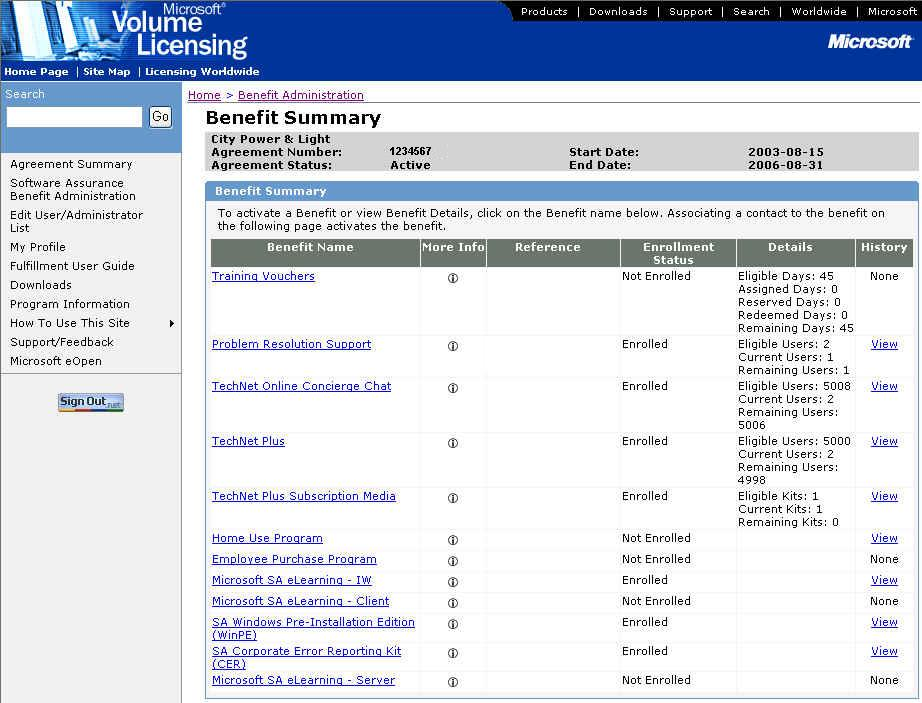 Microsoft®
Volume
Licensing
Products | Downloads | Support | Search | Worldwide | Microsoft
Microsoft
Home Page | Site Map | Licensing Worldwide
Search
Go
Agreement Summary
Software Assurance
Benefit Administration
Edit User/Administrator
List
My Profile
Fulfillment User Guide
Downloads
Program Information
How To Use This Site
Support/Feedback
Microsoft eOpen
Sign Out .net
Home > Benefit Administration
Benefit Summary
City Power & Light
Agreement Number: 1234567 Start Date: 2003-08-15
Agreement Status: Active End Date: 2006-08-31
Benefit Summary
To activate a Benefit or view Benefit Details, click on the Benefit name below. Associating a contact to the benefit on
the following page activates the benefit.
Benefit Name More Info Reference Enrollment Details History
Status
Training Vouchers Not Enrolled Eligible Days: 45 None
Assigned Days: 0
Reserved Days: 0
Redeemed Days: 0
Remaining Days: 45
Problem Resolution Support Enrolled Eligible Users: 2 View
Current Users: 1
Remaining Users: 1
TechNet Online Concierge Chat Enrolled Eligible Users: 5008 View
Current Users: 2
Remaining Users:
5006
TechNet Plus Enrolled Eligible Users: 5000 View
Current Users: 2
Remaining Users:
4998
TechNet Plus Subscription Media Enrolled Eligible Kits: 1 View
Current Kits: 1
Remaining Kits: 0
Home Use Program Not Enrolled View
Employee Purchase Program Not Enrolled None
Microsoft SA eLearning - IW Enrolled View
Microsoft SA eLearning - Client Not Enrolled None
SA Windows Pre-Installation Edition Enrolled View
(WinPE)
SA Corporate Error Reporting Kit Enrolled View
(CER)
Microsoft SA eLearning - Server Not Enrolled None